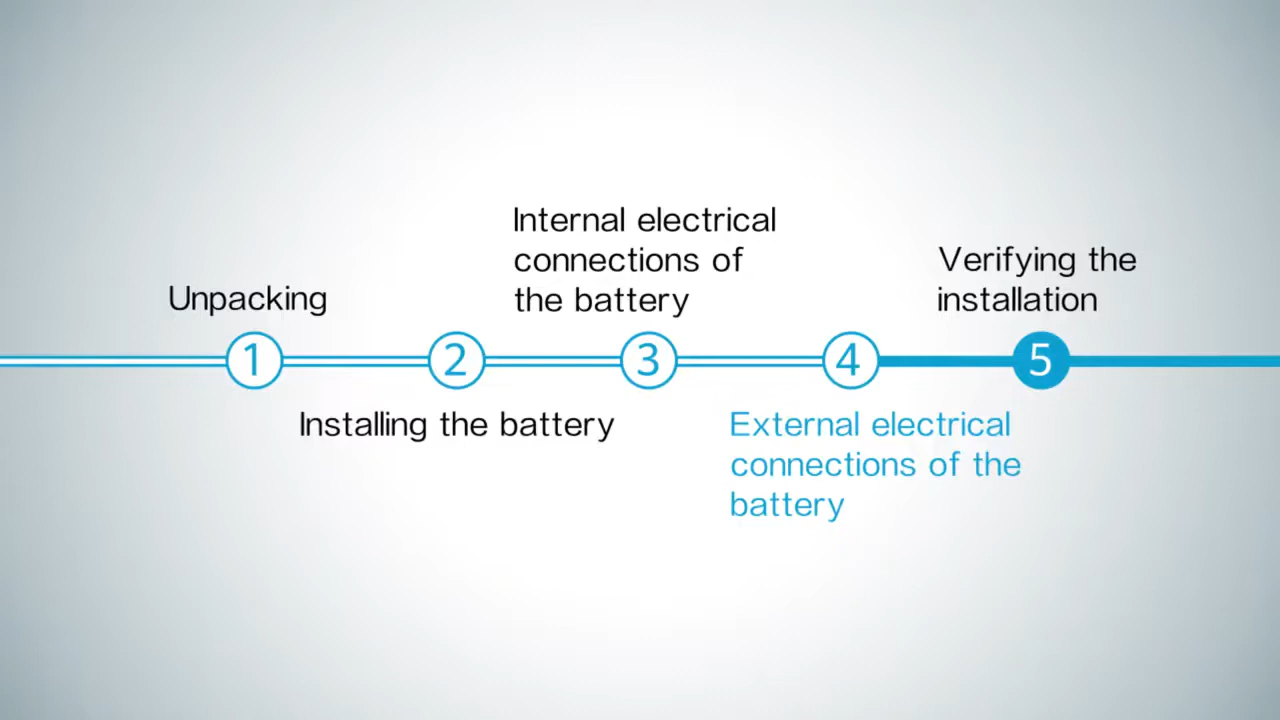 Unpacking
1
Installing the battery
2
Internal electrical
connections of
the battery
3
External electrical
connections of the
battery
4
Verifying the
installation
5